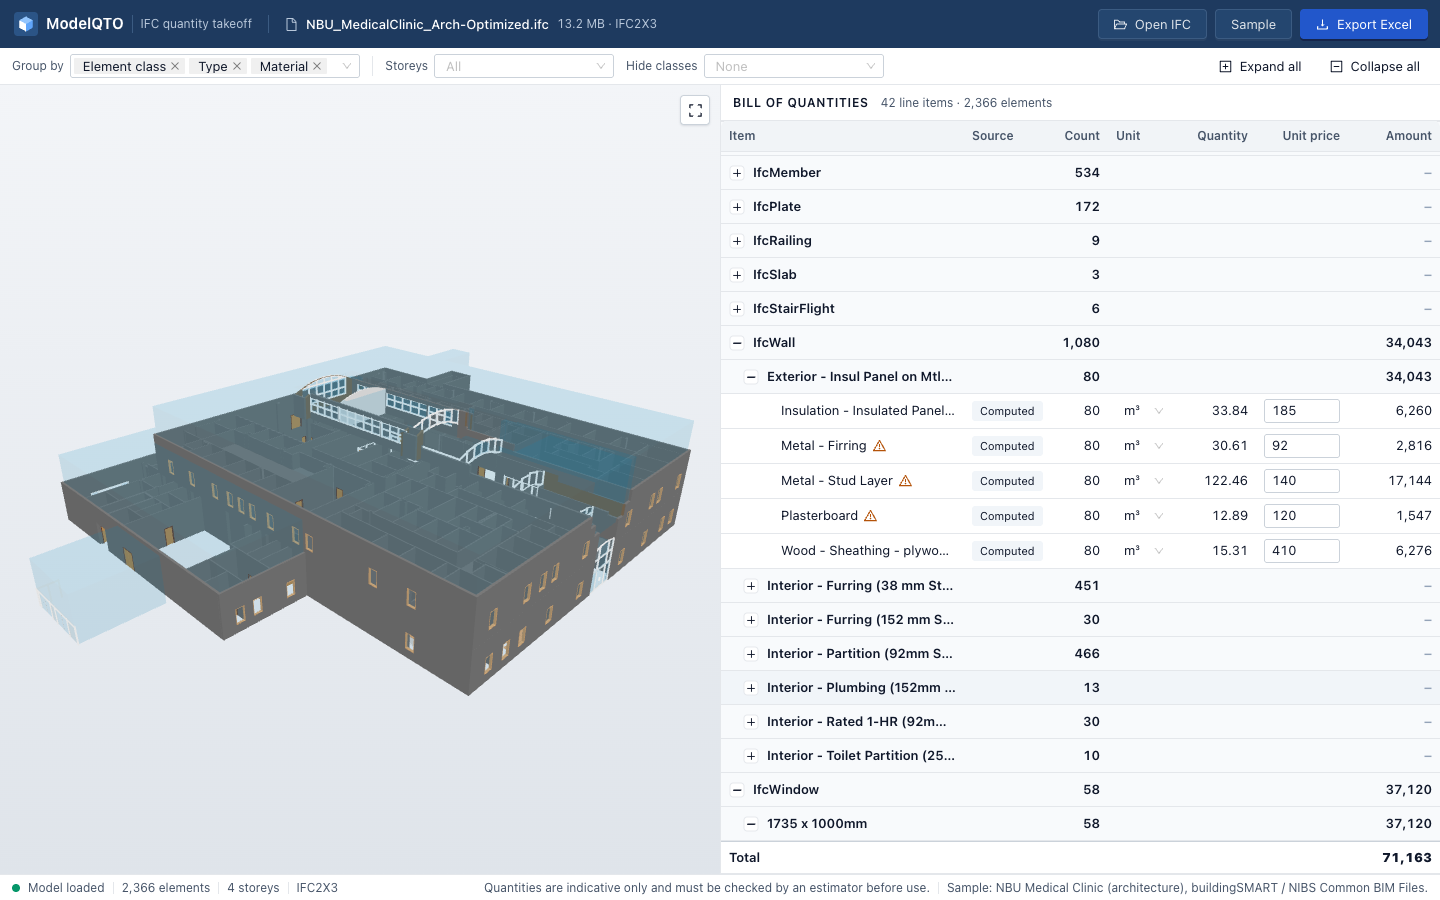 ModelQTO IFC quantity takeoff NBU_MedicalClinic_Arch-Optimized.ifc 13.2 MB · IFC2X3 Open IFC Sample Export Excel
Group by Element class Type Material Storeys All Hide classes None Expand all Collapse all
BILL OF QUANTITIES 42 line items · 2,366 elements
Item Source Count Unit Quantity Unit price Amount
IfcMember 534 –
IfcPlate 172 –
IfcRailing 9 –
IfcSlab 3 –
IfcStairFlight 6 –
IfcWall 1,080 34,043
Exterior - Insul Panel on Mtl... 80 34,043
Insulation - Insulated Panel... Computed 80 m³ 33.84 185 6,260
Metal - Firring Computed 80 m³ 30.61 92 2,816
Metal - Stud Layer Computed 80 m³ 122.46 140 17,144
Plasterboard Computed 80 m³ 12.89 120 1,547
Wood - Sheathing - plywo... Computed 80 m³ 15.31 410 6,276
Interior - Furring (38 mm St... 451 –
Interior - Furring (152 mm S... 30 –
Interior - Partition (92mm S... 466 –
Interior - Plumbing (152mm ... 13 –
Interior - Rated 1-HR (92m... 30 –
Interior - Toilet Partition (25... 10 –
IfcWindow 58 37,120
1735 x 1000mm 58 37,120
Total 71,163
Model loaded 2,366 elements 4 storeys IFC2X3 Quantities are indicative only and must be checked by an estimator before use. Sample: NBU Medical Clinic (architecture), buildingSMART / NIBS Common BIM Files.